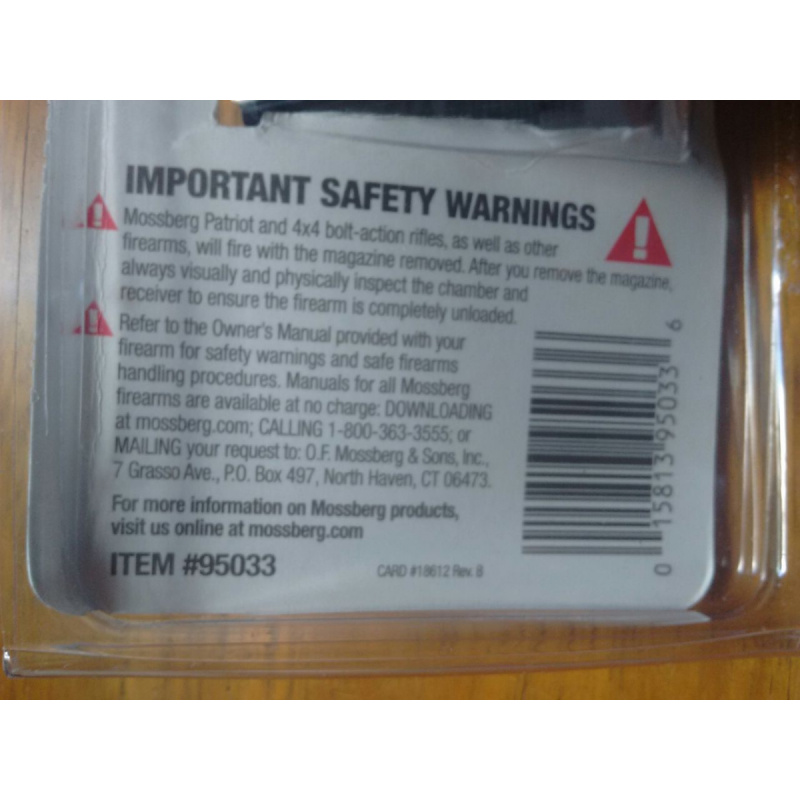 IMPORTANT SAFETY WARNINGS
Mossberg Patriot and 4x4 bolt-action rifles, as well as other
firearms, will fire with the magazine removed. After you remove the magazine,
always visually and physically inspect the chamber and
receiver to ensure the firearm is completely unloaded.
Refer to the Owner's Manual provided with your
firearm for safety warnings and safe firearms
handling procedures. Manuals for all Mossberg
firearms are available at no charge: DOWNLOADING
at mossberg.com; CALLING 1-800-363-3555; or
MAILING your request to: O.F. Mossberg & Sons, Inc.,
7 Grasso Ave., P.O. Box 497, North Haven, CT 06473.
For more information on Mossberg products,
visit us online at mossberg.com
ITEM #95033
CARD #18612 Rev. 8
0 15813 95033 6